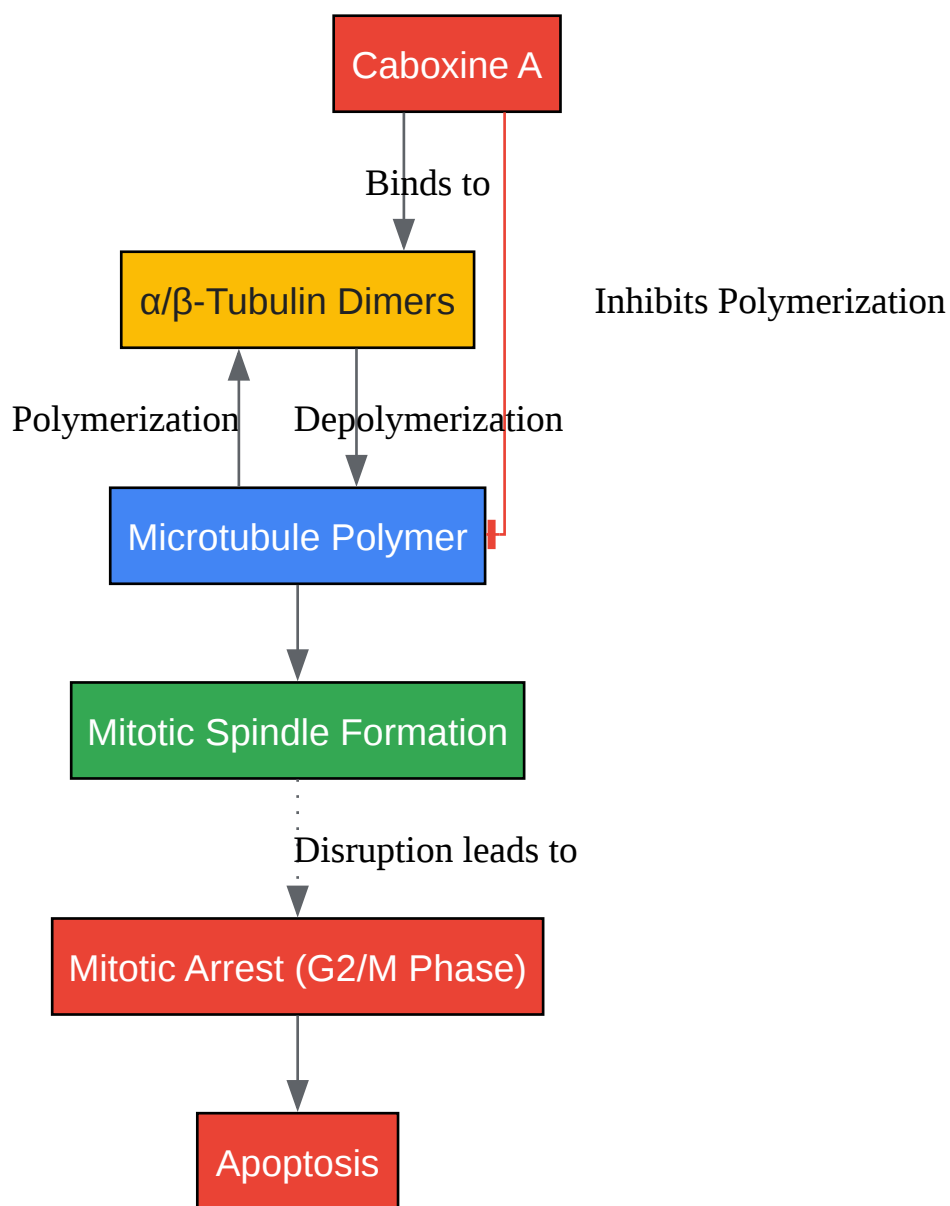 Caboxine A
Binds to
α/β-Tubulin Dimers
Inhibits Polymerization
Polymerization
Depolymerization
Microtubule Polymer
Mitotic Spindle Formation
Disruption leads to
Mitotic Arrest (G2/M Phase)
Apoptosis